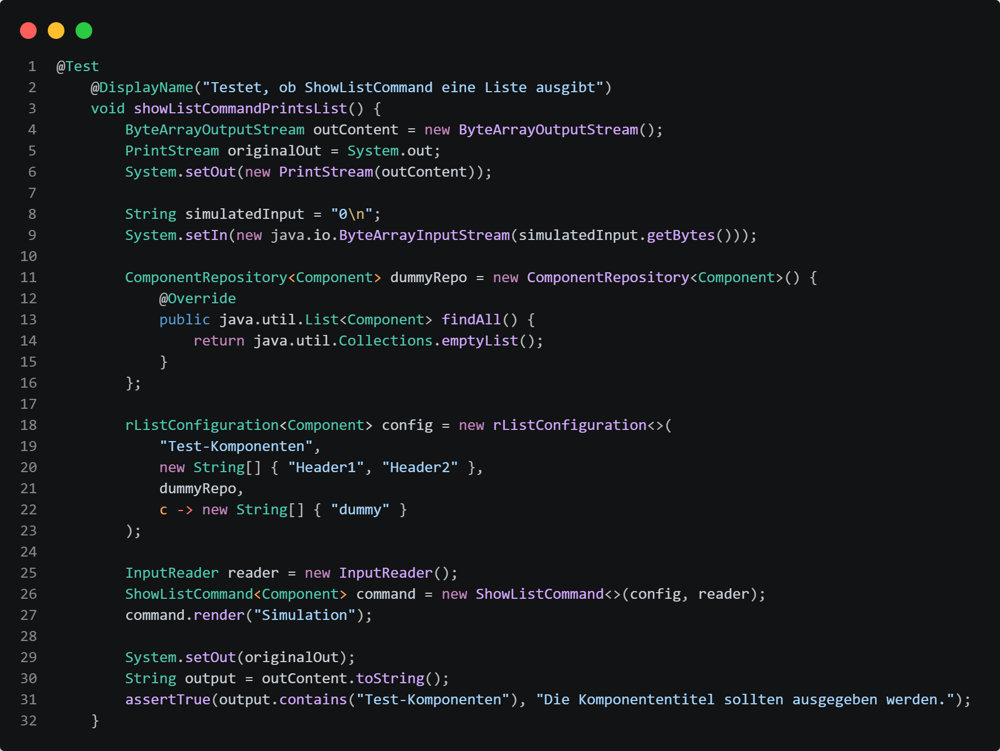 1 @Test
2     @DisplayName("Testet, ob ShowListCommand eine Liste ausgibt")
3     void showListCommandPrintsList() {
4         ByteArrayOutputStream outContent = new ByteArrayOutputStream();
5         PrintStream originalOut = System.out;
6         System.setOut(new PrintStream(outContent));
7
8         String simulatedInput = "0\n";
9         System.setIn(new java.io.ByteArrayInputStream(simulatedInput.getBytes()));
10
11         ComponentRepository<Component> dummyRepo = new ComponentRepository<Component>() {
12             @Override
13             public java.util.List<Component> findAll() {
14                 return java.util.Collections.emptyList();
15             }
16         };
17
18         rListConfiguration<Component> config = new rListConfiguration<>(
19             "Test-Komponenten",
20             new String[] { "Header1", "Header2" },
21             dummyRepo,
22             c -> new String[] { "dummy" }
23         );
24
25         InputReader reader = new InputReader();
26         ShowListCommand<Component> command = new ShowListCommand<>(config, reader);
27         command.render("Simulation");
28
29         System.setOut(originalOut);
30         String output = outContent.toString();
31         assertTrue(output.contains("Test-Komponenten"), "Die Komponententitel sollten ausgegeben werden.");
32     }